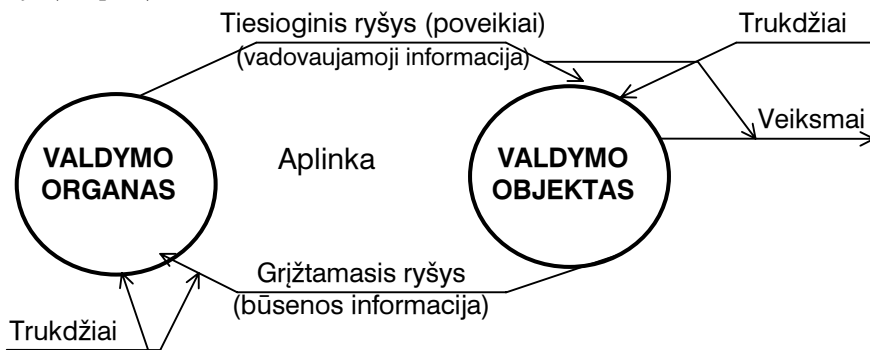 Tiesioginis ryšys (poveikiai)
(vadovaujamoji informacija)
Trukdžiai
Veiksmai
VALDYMO
ORGANAS
Aplinka
VALDYMO
OBJEKTAS
Grįžtamasis ryšys
(būsenos informacija)
Trukdžiai